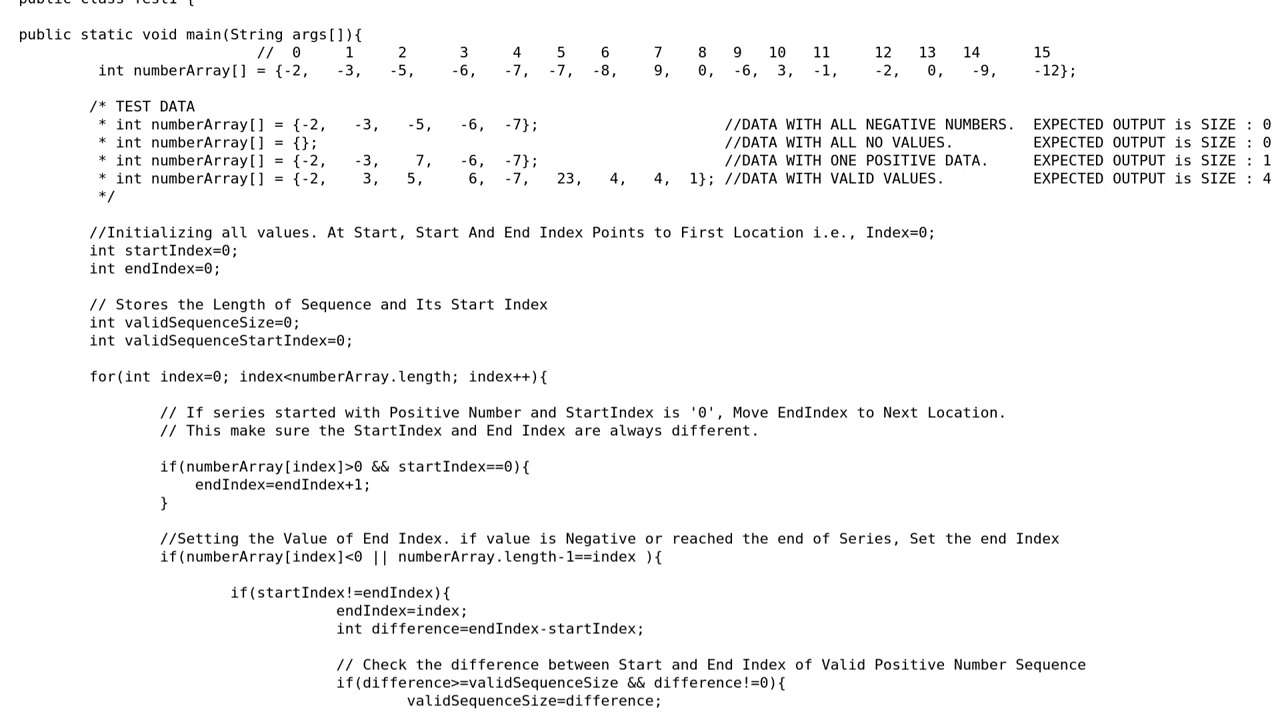 public class Test1 {
public static void main(String args[]){
// 0 1 2 3 4 5 6 7 8 9 10 11 12 13 14 15
int numberArray[] = {-2, -3, -5, -6, -7, -7, -8, 9, 0, -6, 3, -1, -2, 0, -9, -12};
/* TEST DATA
* int numberArray[] = {-2, -3, -5, -6, -7}; //DATA WITH ALL NEGATIVE NUMBERS. EXPECTED OUTPUT is SIZE : 0
* int numberArray[] = {}; //DATA WITH ALL NO VALUES. EXPECTED OUTPUT is SIZE : 0
* int numberArray[] = {-2, -3, 7, -6, -7}; //DATA WITH ONE POSITIVE DATA. EXPECTED OUTPUT is SIZE : 1
* int numberArray[] = {-2, 3, 5, 6, -7, 23, 4, 4, 1}; //DATA WITH VALID VALUES. EXPECTED OUTPUT is SIZE : 4
*/
//Initializing all values. At Start, Start And End Index Points to First Location i.e., Index=0;
int startIndex=0;
int endIndex=0;
// Stores the Length of Sequence and Its Start Index
int validSequenceSize=0;
int validSequenceStartIndex=0;
for(int index=0; index<numberArray.length; index++){
// If series started with Positive Number and StartIndex is '0', Move EndIndex to Next Location.
// This make sure the StartIndex and End Index are always different.
if(numberArray[index]>0 && startIndex==0){
endIndex=endIndex+1;
}
//Setting the Value of End Index. if value is Negative or reached the end of Series, Set the end Index
if(numberArray[index]<0 || numberArray.length-1==index ){
if(startIndex!=endIndex){
endIndex=index;
int difference=endIndex-startIndex;
// Check the difference between Start and End Index of Valid Positive Number Sequence
if(difference>=validSequenceSize && difference!=0){
validSequenceSize=difference;